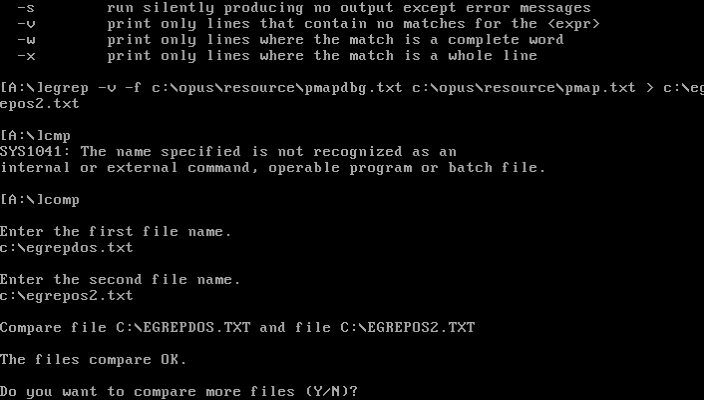 -s        run silently producing no output except error messages
-v        print only lines that contain no matches for the <expr>
-w        print only lines where the match is a complete word
-x        print only lines where the match is a whole line
[A:\]egrep -v -f c:\opus\resource\pmapdbg.txt c:\opus\resource\pmap.txt > c:\eg
epos2.txt
[A:\]cmp
SYS1041: The name specified is not recognized as an
internal or external command, operable program or batch file.
[A:\]comp
Enter the first file name.
c:\egrepdos.txt
Enter the second file name.
c:\egrepos2.txt
Compare file C:\EGREPDOS.TXT and file C:\EGREPOS2.TXT
The files compare OK.
Do you want to compare more files (Y/N)?